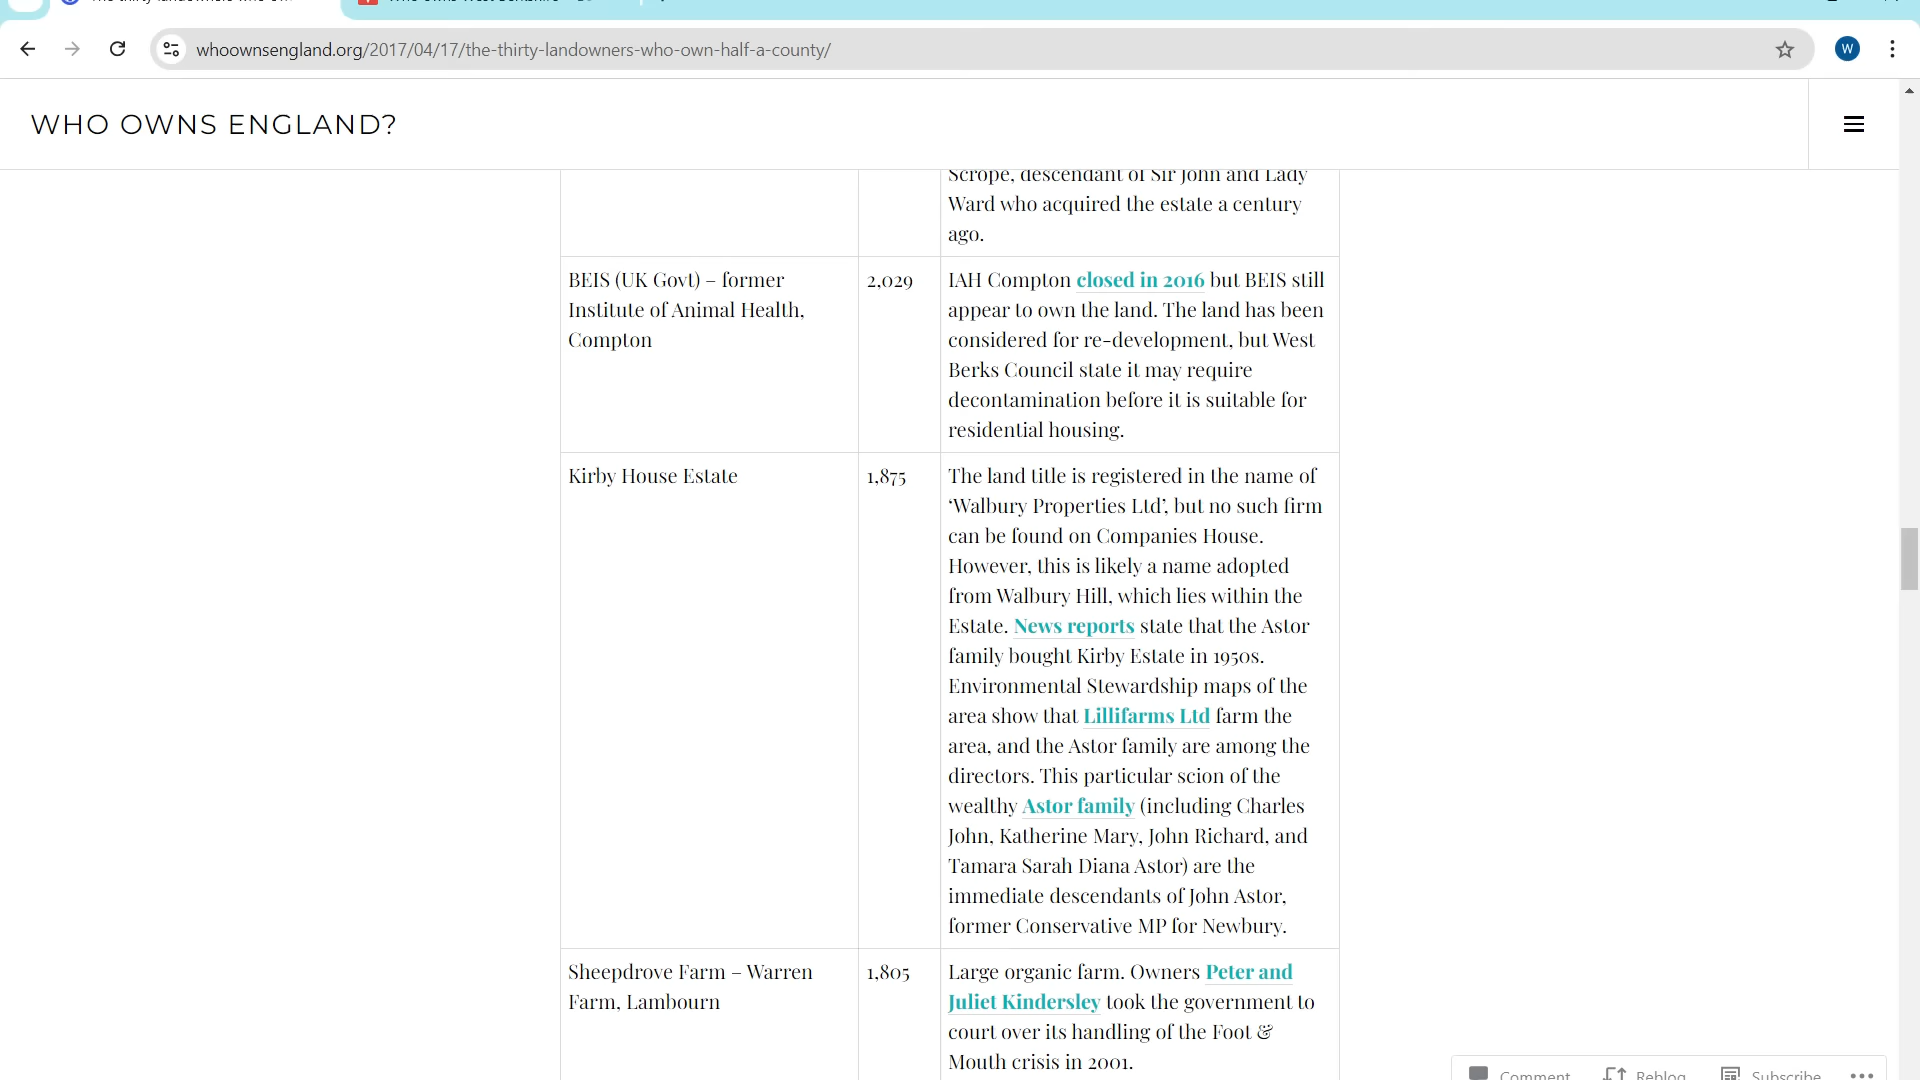 whoownsengland.org/2017/04/17/the-thirty-landowners-who-own-half-a-county/
W
WHO OWNS ENGLAND?
Scrope, descendant of Sir John and Lady
Ward who acquired the estate a century
ago.
BEIS (UK Govt) – former
Institute of Animal Health,
Compton
2,029
IAH Compton closed in 2016 but BEIS still
appear to own the land. The land has been
considered for re-development, but West
Berks Council state it may require
decontamination before it is suitable for
residential housing.
Kirby House Estate
1,875
The land title is registered in the name of
‘Walbury Properties Ltd’, but no such firm
can be found on Companies House.
However, this is likely a name adopted
from Walbury Hill, which lies within the
Estate. News reports state that the Astor
family bought Kirby Estate in 1950s.
Environmental Stewardship maps of the
area show that Lillifarms Ltd farm the
area, and the Astor family are among the
directors. This particular scion of the
wealthy Astor family (including Charles
John, Katherine Mary, John Richard, and
Tamara Sarah Diana Astor) are the
immediate descendants of John Astor,
former Conservative MP for Newbury.
Sheepdrove Farm – Warren
Farm, Lambourn
1,805
Large organic farm. Owners Peter and
Juliet Kindersley took the government to
court over its handling of the Foot &
Mouth crisis in 2001.
Comment
Reblog
Subscribe